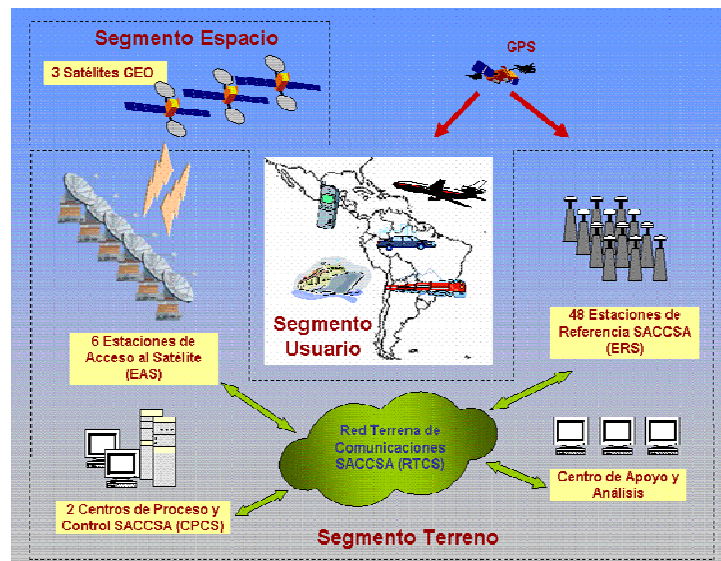 Segmento Espacio
3 Satélites GEO
GPS
Segmento
Usuario
6 Estaciones de
Acceso al Satélite
(EAS)
48 Estaciones de
Referencia SACCSA
(ERS)
Red Terrena de
Comunicaciones
SACCSA (RTCS)
2 Centros de Proceso y
Control SACCSA (CPCS)
Centro de Apoyo y
Análisis
Segmento Terreno